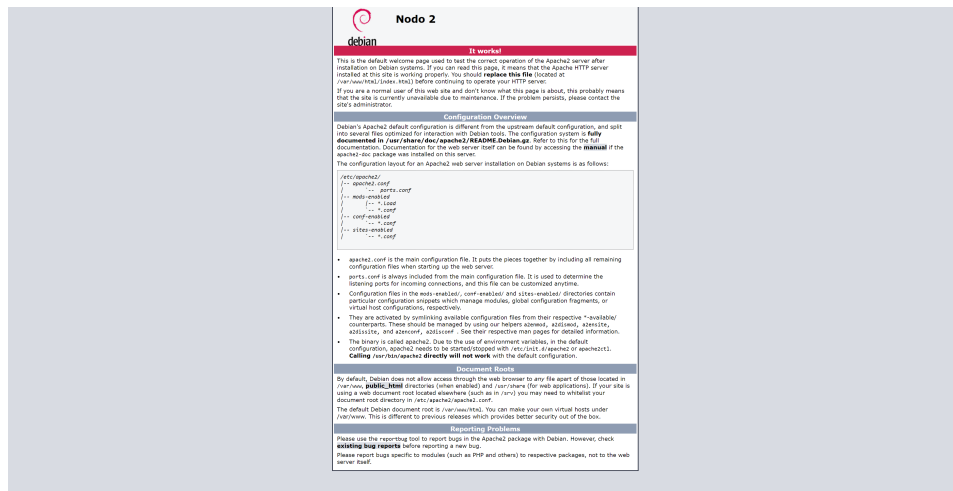 Nodo 2
debian
It works!
This is the default welcome page used to test the correct operation of the Apache2 server after
installation on Debian systems. If you can read this page, it means that the Apache HTTP server
installed at this site is working properly. You should replace this file (located at
/var/www/html/index.html) before continuing to operate your HTTP server.
If you are a normal user of this web site and don't know what this page is about, this probably means
that the site is currently unavailable due to maintenance. If the problem persists, please contact the
site's administrator.
Configuration Overview
Debian's Apache2 default configuration is different from the upstream default configuration, and split
into several files optimized for interaction with Debian tools. The configuration system is fully
documented in /usr/share/doc/apache2/README.Debian.gz. Refer to this for the full
documentation. Documentation for the web server itself can be found by accessing the manual if the
apache2-doc package was installed on this server.
The configuration layout for an Apache2 web server installation on Debian systems is as follows:
/etc/apache2/
|-- apache2.conf
|       `--  ports.conf
|-- mods-enabled
|       |-- *.load
|       `-- *.conf
|-- conf-enabled
|       `-- *.conf
|-- sites-enabled
|       `-- *.conf
• apache2.conf is the main configuration file. It puts the pieces together by including all remaining
configuration files when starting up the web server.
• ports.conf is always included from the main configuration file. It is used to determine the
listening ports for incoming connections, and this file can be customized anytime.
• Configuration files in the mods-enabled/, conf-enabled/ and sites-enabled/ directories contain
particular configuration snippets which manage modules, global configuration fragments, or
virtual host configurations, respectively.
• They are activated by symlinking available configuration files from their respective *-available/
counterparts. These should be managed by using our helpers a2enmod, a2dismod, a2ensite,
a2dissite, and a2enconf, a2disconf . See their respective man pages for detailed information.
• The binary is called apache2. Due to the use of environment variables, in the default
configuration, apache2 needs to be started/stopped with /etc/init.d/apache2 or apache2ctl.
Calling /usr/bin/apache2 directly will not work with the default configuration.
Document Roots
By default, Debian does not allow access through the web browser to any file apart of those located in
/var/www, public_html directories (when enabled) and /usr/share (for web applications). If your site is
using a web document root located elsewhere (such as in /srv) you may need to whitelist your
document root directory in /etc/apache2/apache2.conf.
The default Debian document root is /var/www/html. You can make your own virtual hosts under
/var/www. This is different to previous releases which provides better security out of the box.
Reporting Problems
Please use the reportbug tool to report bugs in the Apache2 package with Debian. However, check
existing bug reports before reporting a new bug.
Please report bugs specific to modules (such as PHP and others) to respective packages, not to the web
server itself.